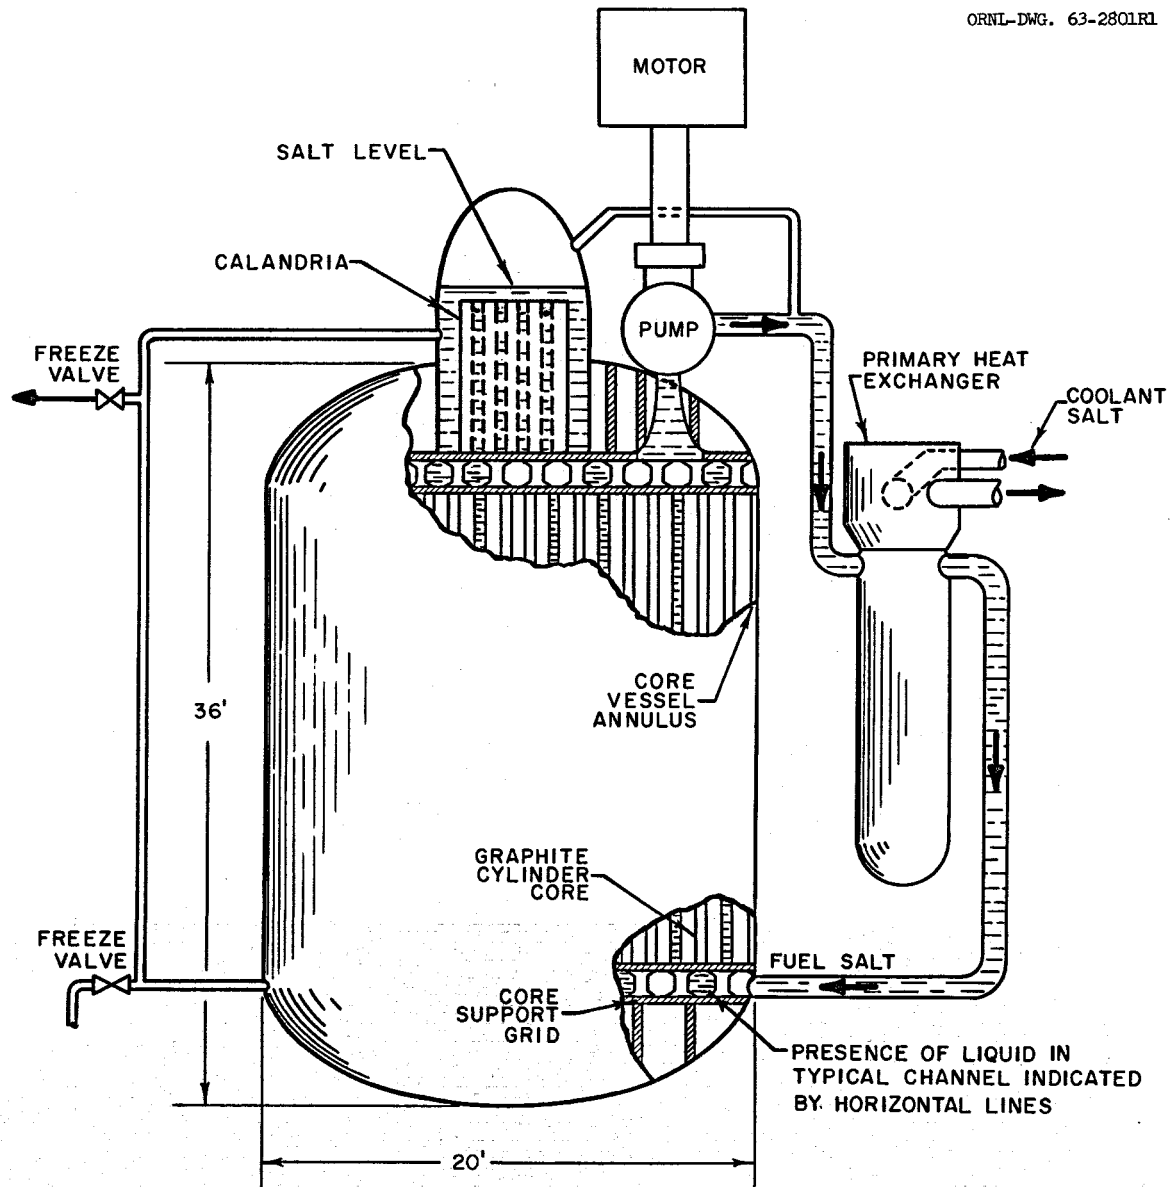 ORNL-DWG. 63-2801R1
MOTOR
SALT LEVEL
CALANDRIA
PUMP
FREEZE
VALVE
PRIMARY HEAT
EXCHANGER
COOLANT
SALT
36'
CORE
VESSEL
ANNULUS
GRAPHITE
CYLINDER
CORE
FREEZE
VALVE
FUEL SALT
CORE
SUPPORT
GRID
PRESENCE OF LIQUID IN
TYPICAL CHANNEL INDICATED
BY HORIZONTAL LINES
20'